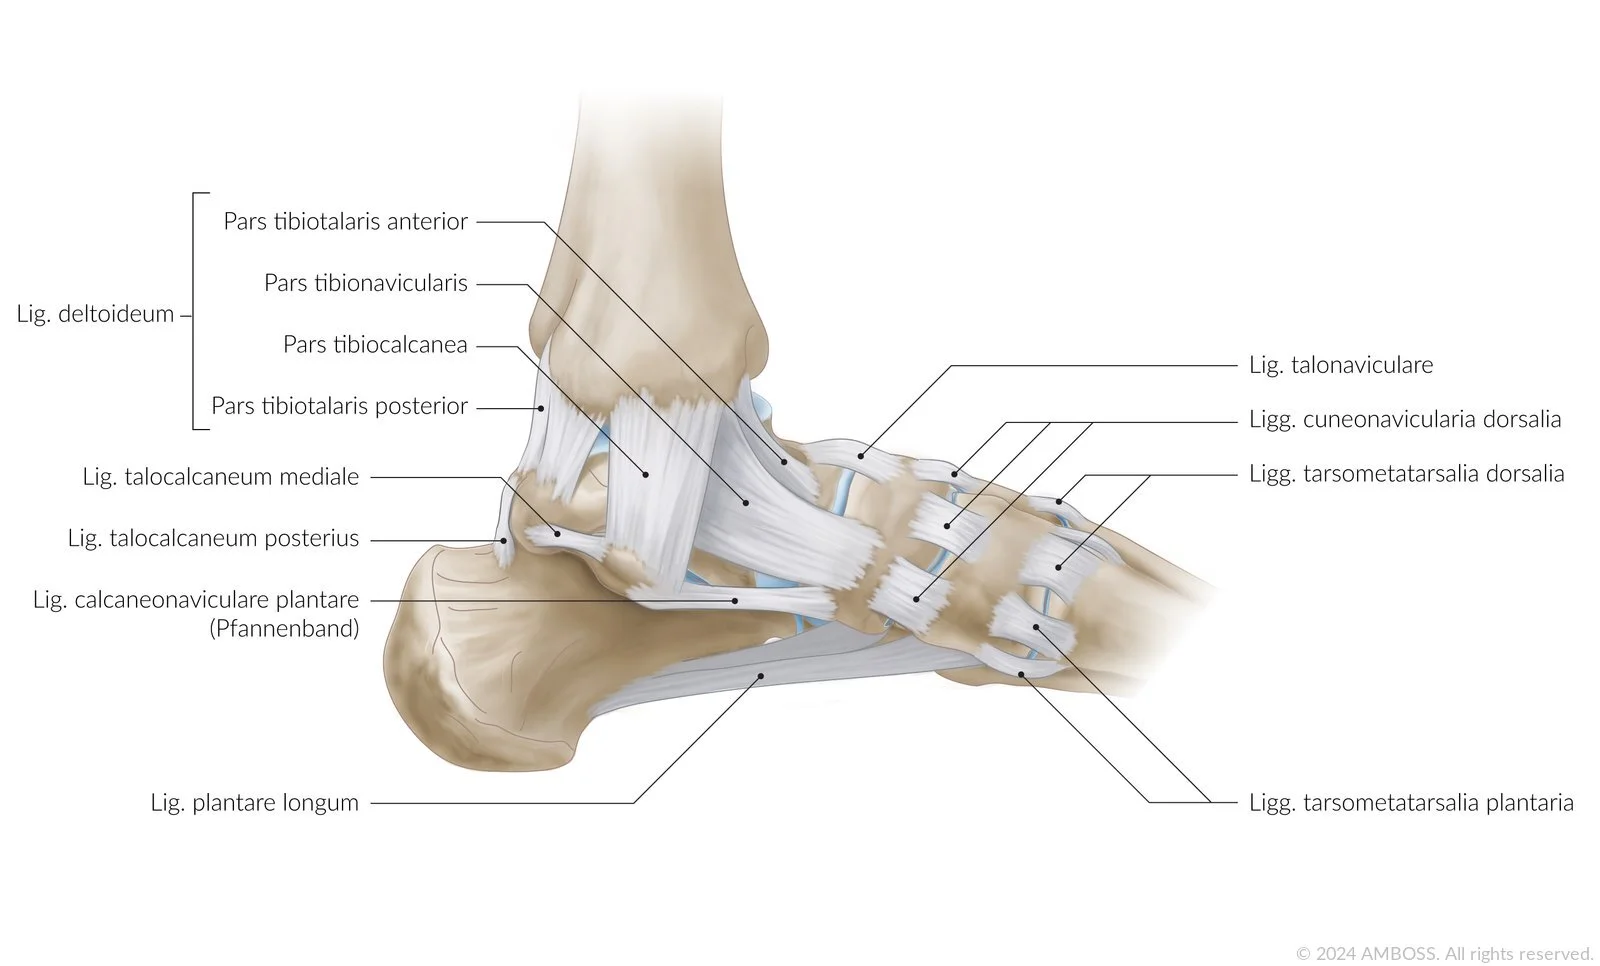 Pars tibiotalaris anterior
Pars tibionavicularis
Lig. deltoideum
Pars tibiocalcanea
Pars tibiotalaris posterior
Lig. talocalcaneum mediale
Lig. talocalcaneum posterius
Lig. calcaneonaviculare plantare
(Pfannenband)
Lig. plantare longum
Lig. talonaviculare
Ligg. cuneonavicularia dorsalia
Ligg. tarsometatarsalia dorsalia
Ligg. tarsometatarsalia plantaria
© 2024 AMBOSS. All rights reserved.